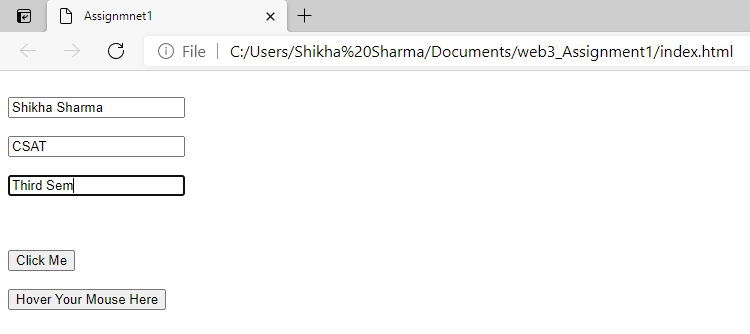 Assignmnet1
File | C:/Users/Shikha%20Sharma/Documents/web3_Assignment1/index.html
Shikha Sharma
CSAT
Third Sem
Click Me
Hover Your Mouse Here